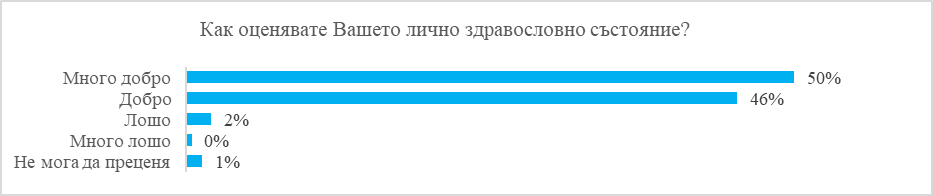 Как оценявате Вашето лично здравословно състояние?
Много добро 50%
Добро 46%
Лошо 2%
Много лошо 0%
Не мога да преценя 1%